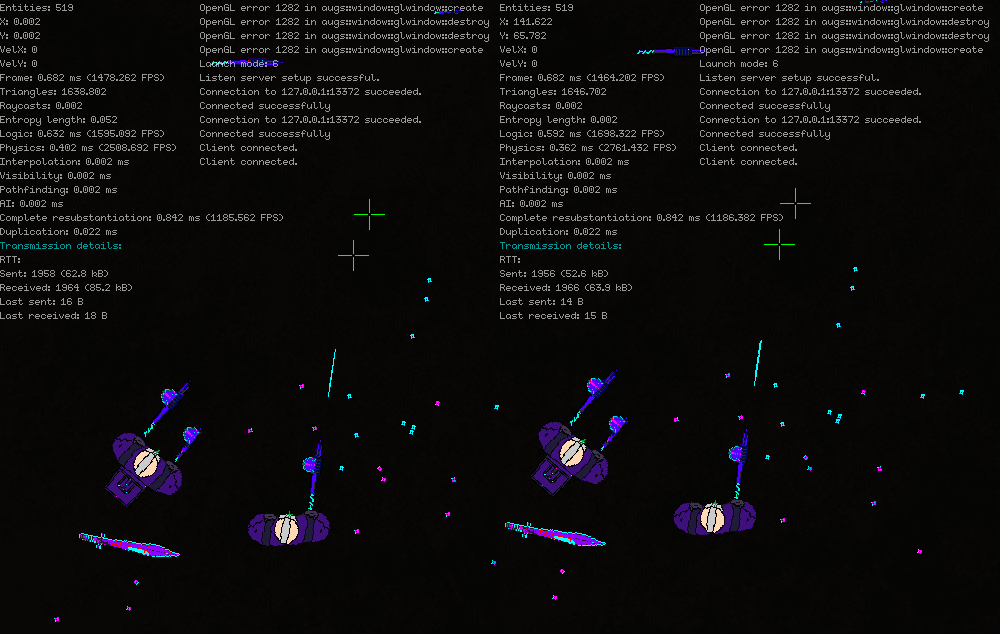 Entities: 519
X: 0.002
Y: 0.002
VelX: 0
VelY: 0
Frame: 0.682 ms (1478.262 FPS)
Triangles: 1638.802
Raycasts: 0.002
Entropy length: 0.052
Logic: 0.632 ms (1595.092 FPS)
Physics: 0.402 ms (2508.692 FPS)
Interpolation: 0.002 ms
Visibility: 0.002 ms
Pathfinding: 0.002 ms
AI: 0.002 ms
Complete resubstantiation: 0.842 ms (1185.562 FPS)
Duplication: 0.022 ms
Transmission details:
RTT:
Sent: 1958 (62.8 kB)
Received: 1964 (85.2 kB)
Last sent: 16 B
Last received: 18 B
OpenGL error 1282 in augs::window::glwindow::create
OpenGL error 1282 in augs::window::glwindow::destroy
OpenGL error 1282 in augs::window::glwindow::destroy
OpenGL error 1282 in augs::window::glwindow::create
Launch mode: 6
Listen server setup successful.
Connection to 127.0.0.1:13372 succeeded.
Connected successfully
Connection to 127.0.0.1:13372 succeeded.
Connected successfully
Client connected.
Client connected.
Entities: 519
X: 141.622
Y: 65.782
VelX: 0
VelY: 0
Frame: 0.682 ms (1464.202 FPS)
Triangles: 1646.702
Raycasts: 0.002
Entropy length: 0.002
Logic: 0.592 ms (1698.322 FPS)
Physics: 0.362 ms (2761.432 FPS)
Interpolation: 0.002 ms
Visibility: 0.002 ms
Pathfinding: 0.002 ms
AI: 0.002 ms
Complete resubstantiation: 0.842 ms (1186.382 FPS)
Duplication: 0.022 ms
Transmission details:
RTT:
Sent: 1956 (52.6 kB)
Received: 1966 (63.9 kB)
Last sent: 14 B
Last received: 15 B
OpenGL error 1282 in augs::window::glwindow::create
OpenGL error 1282 in augs::window::glwindow::destroy
OpenGL error 1282 in augs::window::glwindow::destroy
OpenGL error 1282 in augs::window::glwindow::create
Launch mode: 6
Listen server setup successful.
Connection to 127.0.0.1:13372 succeeded.
Connected successfully
Connection to 127.0.0.1:13372 succeeded.
Connected successfully
Client connected.
Client connected.